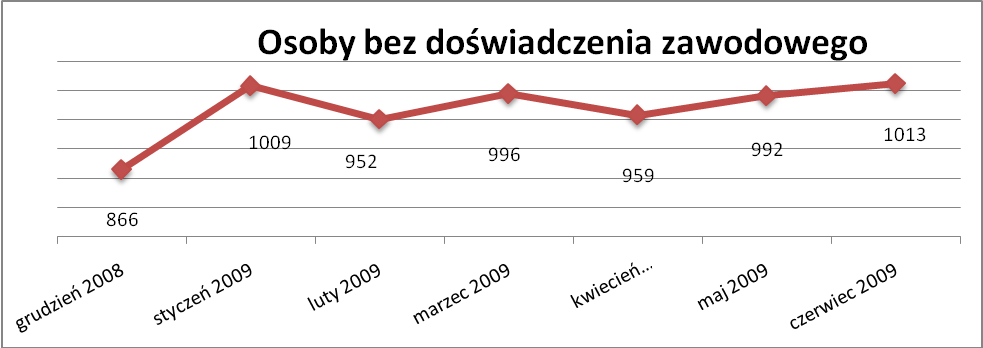 Osoby bez doświadczenia zawodowego
866
1009
952
996
959
992
1013
grudzień 2008
styczeń 2009
luty 2009
marzec 2009
kwiecień…
maj 2009
czerwiec 2009